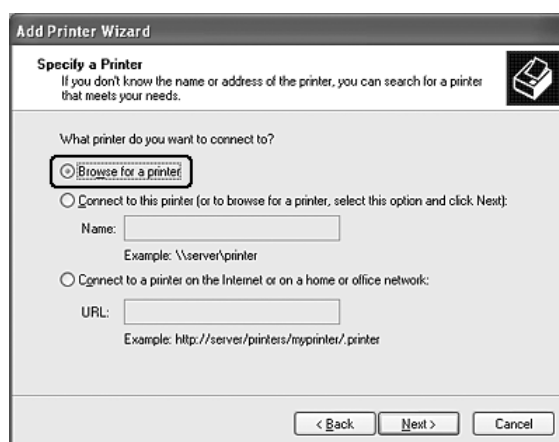 Add Printer Wizard
Specify a Printer
If you don't know the name or address of the printer, you can search for a printer
that meets your needs.
What printer do you want to connect to?
Browse for a printer
Connect to this printer (or to browse for a printer, select this option and click Next):
Name:
Example: \\server\printer
Connect to a printer on the Internet or on a home or office network:
URL:
Example: http://server/printers/myprinter/.printer
< Back Next > Cancel